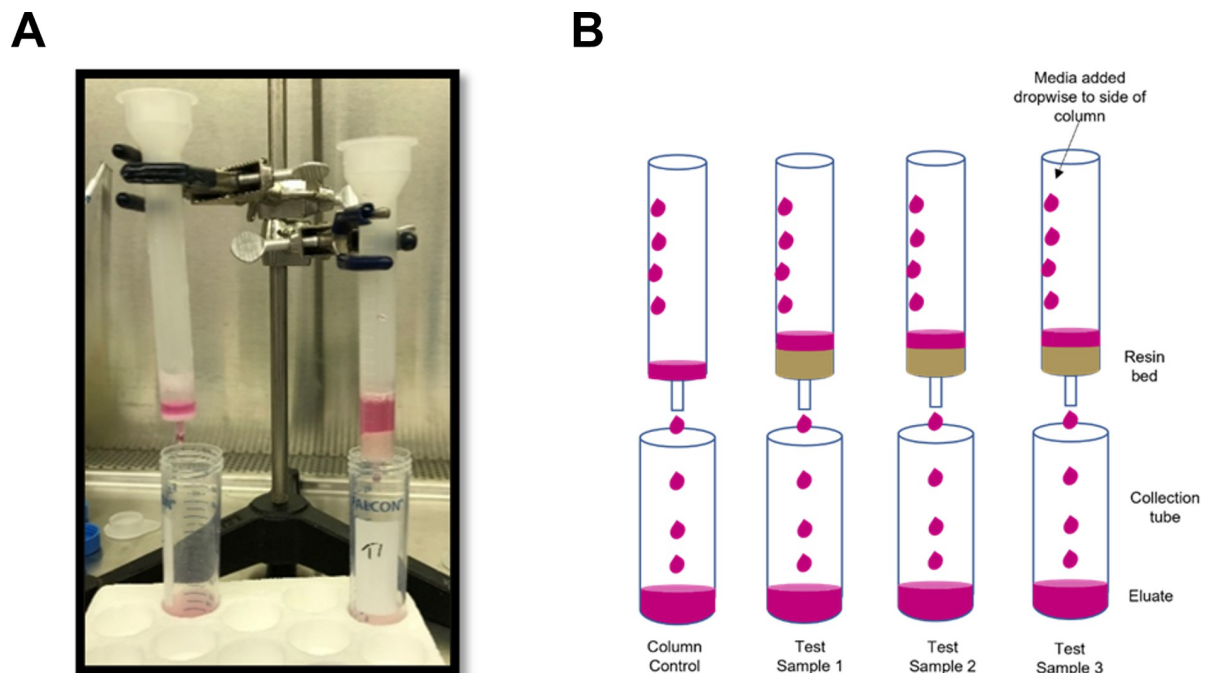 A
B
Media added
dropwise to side of
column
Resin
bed
FALCON
T1
Collection
tube
Eluate
Column
Control
Test
Sample 1
Test
Sample 2
Test
Sample 3